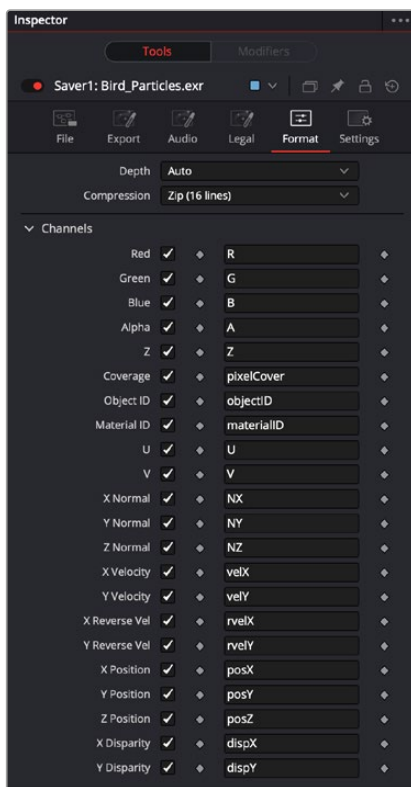 Inspector
Tools Modifiers
Saver1: Bird_Particles.exr
File Export Audio Legal Format Settings
Depth Auto
Compression Zip (16 lines)
Channels
Red R
Green G
Blue B
Alpha A
Z Z
Coverage pixelCover
Object ID objectID
Material ID materialID
U U
V V
X Normal NX
Y Normal NY
Z Normal NZ
X Velocity velX
Y Velocity velY
X Reverse Vel rvelX
Y Reverse Vel rvelY
X Position posX
Y Position posY
Z Position posZ
X Disparity dispX
Y Disparity dispY